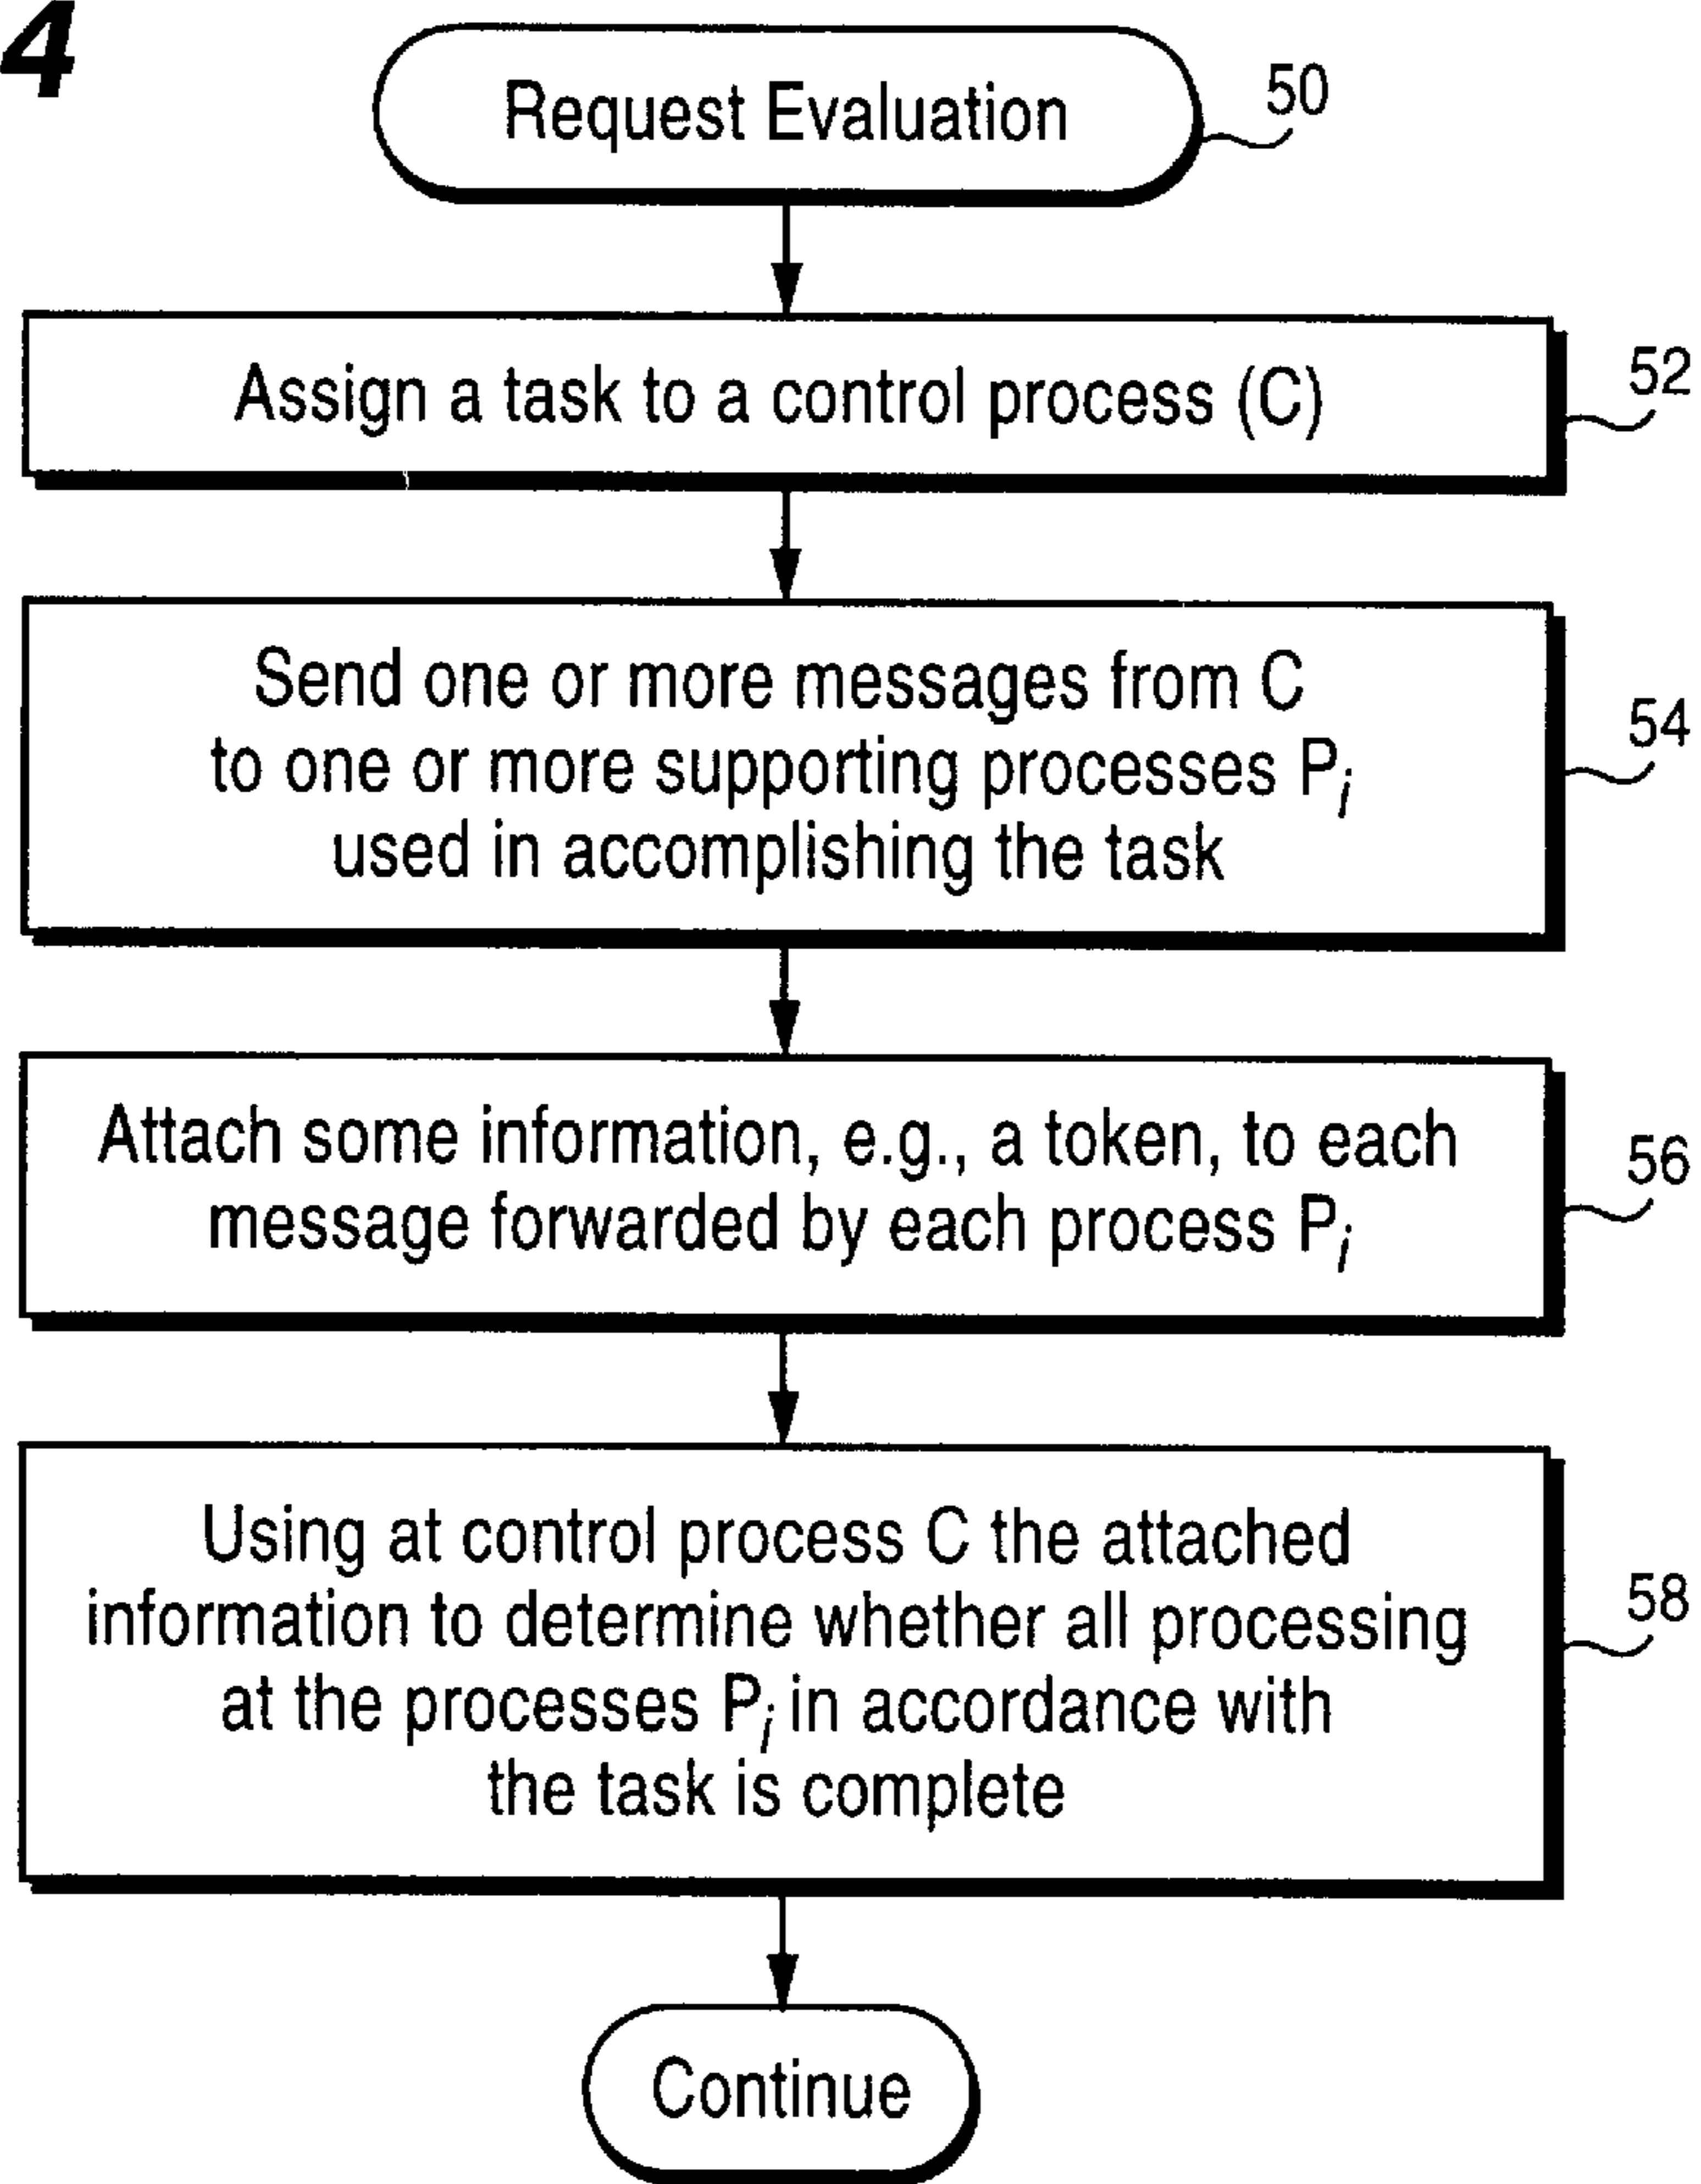 4
Request Evaluation
50
Assign a task to a control process (C)
52
Send one or more messages from C
to one or more supporting processes Pi
used in accomplishing the task
54
Attach some information, e.g., a token, to each
message forwarded by each process Pi
56
Using at control process C the attached
information to determine whether all processing
at the processes Pi in accordance with
the task is complete
58
Continue